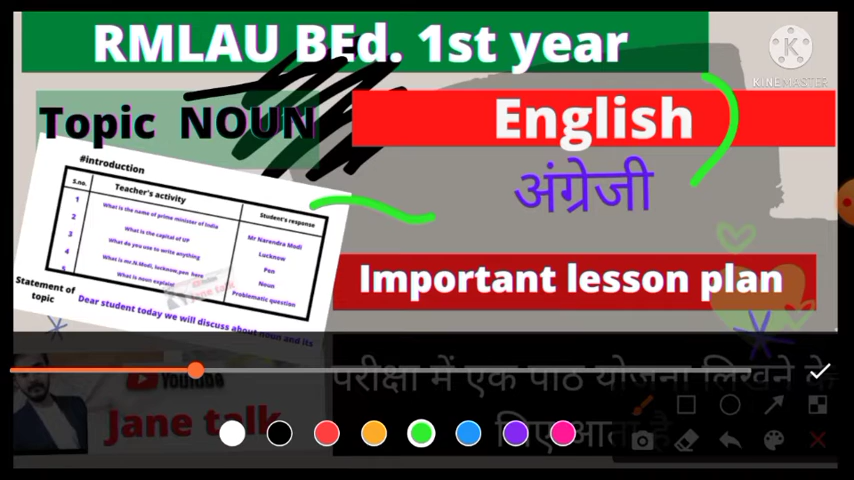 RMLAU BEd. 1st year
KINEMASTER
Topic NOUN
English
अंग्रेजी
#introduction
S.no.
Teacher's activity
Student's response
1
What is the name of prime minister of india
Mr Narendra Modi
2
What is the capital of UP
Lucknow
3
What do you use to write anything
Pen
4
What is mr.N.Modi, lucknow,pen here
Noun
What is noun explain
Problematic question
Jane talk
Statement of topic
Dear student today we will discuss about noun and its
Important lesson plan
YouTube
Jane talk
परीक्षा में एक पाठ योजना लिखने के
लिए आता है